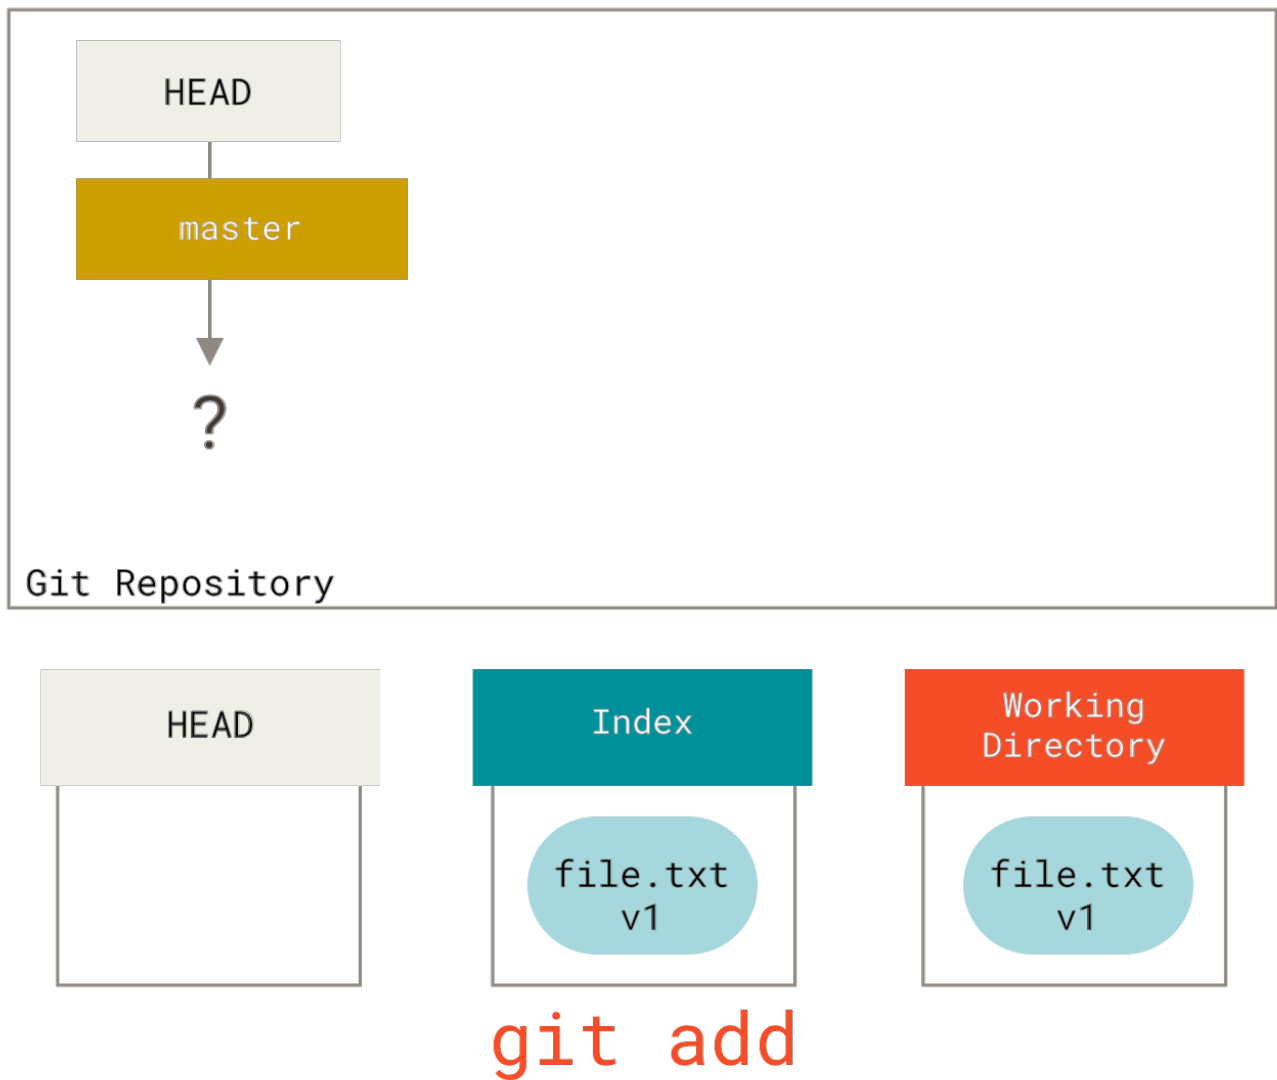 HEAD
master
?
Git Repository
HEAD
Index
Working
Directory
file.txt
v1
file.txt
v1
git add